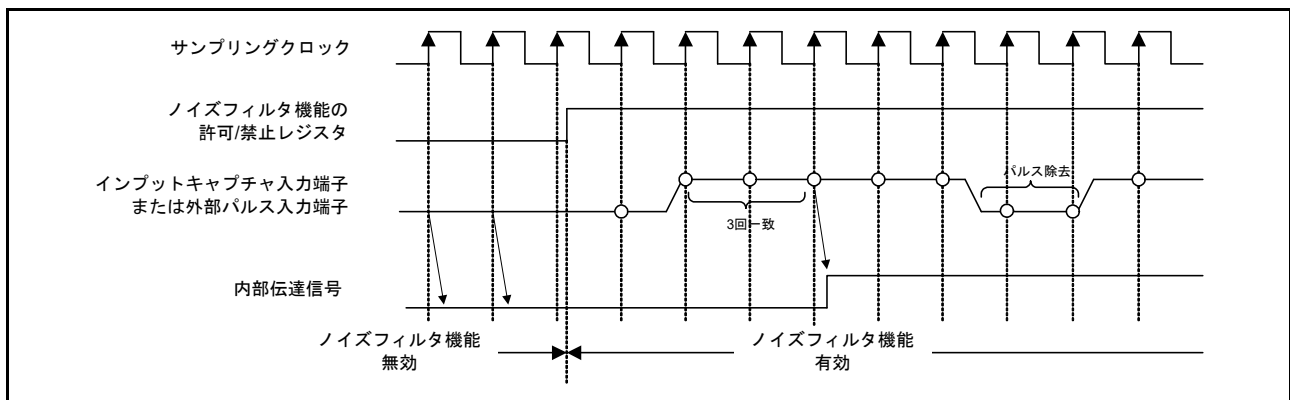 サンプリングクロック
ノイズフィルタ機能の
許可/禁止レジスタ
インプットキャプチャ入力端子
または外部パルス入力端子
パルス除去
3回一致
内部伝達信号
ノイズフィルタ機能
無効
ノイズフィルタ機能
有効